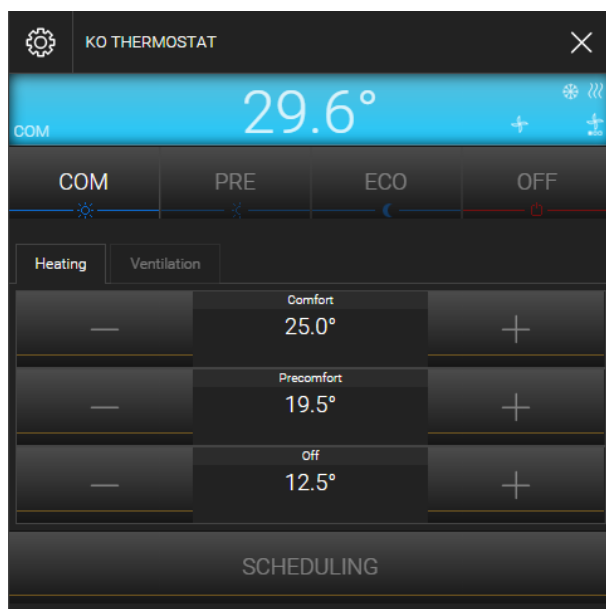 KO THERMOSTAT
29.6°
COM
COM PRE ECO OFF
Heating Ventilation
Comfort
25.0°
Precomfort
19.5°
Off
12.5°
SCHEDULING